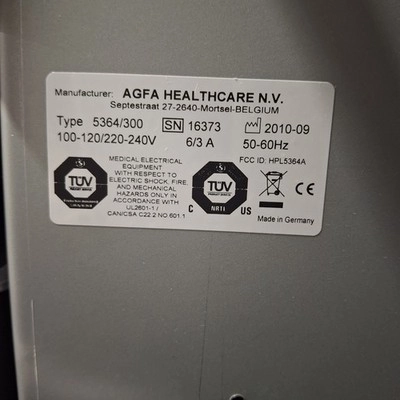 Manufacturer: AGFA HEALTHCARE N.V.
Septestraat 27-2640-Mortsel-BELGIUM
Type 5364/300 SN 16373 2010-09
100-120/220-240V 6/3 A 50-60Hz
FCC ID: HPL5364A
MEDICAL ELECTRICAL
EQUIPMENT
WITH RESPECT TO
ELECTRIC SHOCK, FIRE
AND MECHANICAL
HAZARDS ONLY IN
ACCORDANCE WITH
UL2601-1 /
CAN/CSA C22.2 NO 601.1
TÜV
TÜV
C US
Made in Germany